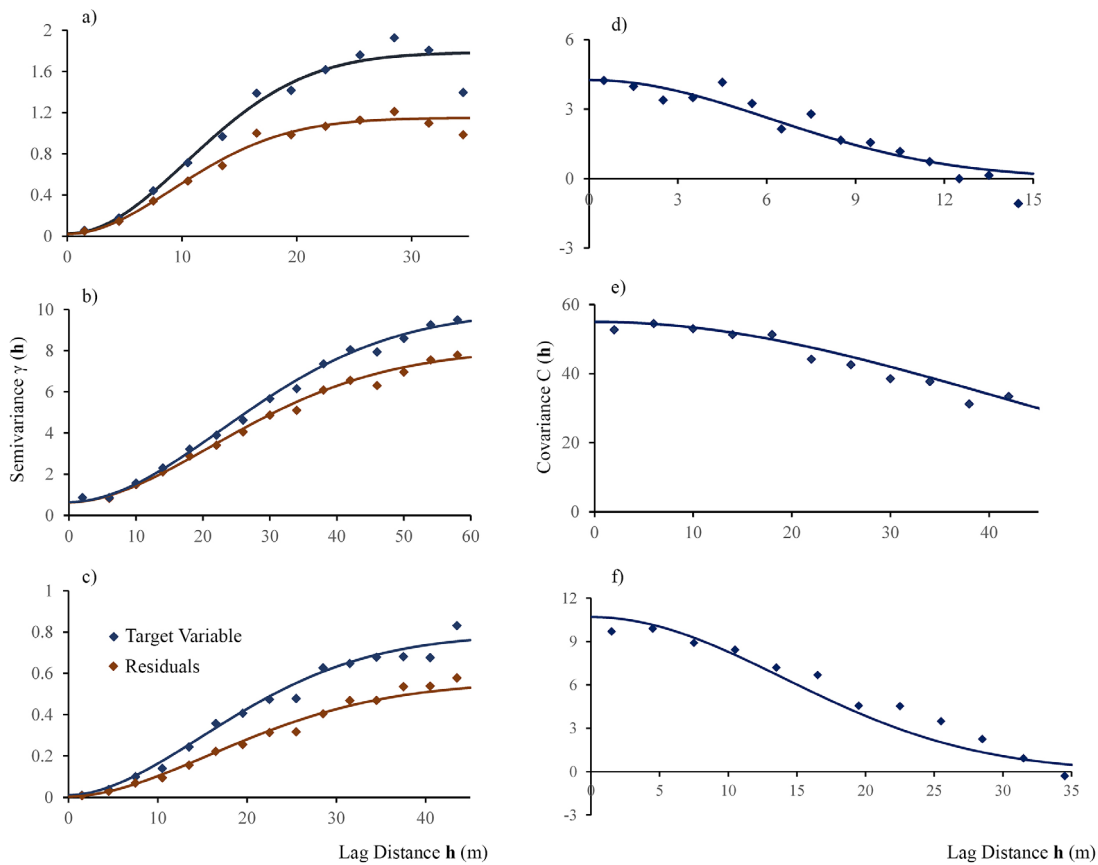 a)
2
1.6
1.2
0.8
0.4
0
0 10 20 30
d)
6
3
0
-3
0 3 6 9 12 15
b)
10
8
6
4
2
0
0 10 20 30 40 50 60
Semivariance γ (h)
e)
60
40
20
0
0 20 40
Covariance C (h)
c)
1
0.8
0.6
0.4
0.2
0
0 10 20 30 40
Target Variable
Residuals
Lag Distance h (m)
f)
12
9
6
3
0
-3
0 5 10 15 20 25 30 35
Lag Distance h (m)